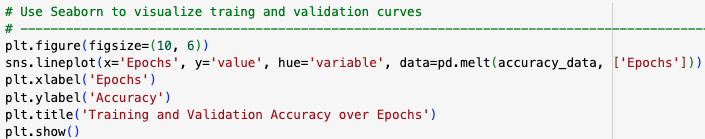 # Use Seaborn to visualize traing and validation curves
# -----------------------------------------------------------------------------------------------
plt.figure(figsize=(10, 6))
sns.lineplot(x='Epochs', y='value', hue='variable', data=pd.melt(accuracy_data, ['Epochs']))
plt.xlabel('Epochs')
plt.ylabel('Accuracy')
plt.title('Training and Validation Accuracy over Epochs')
plt.show()